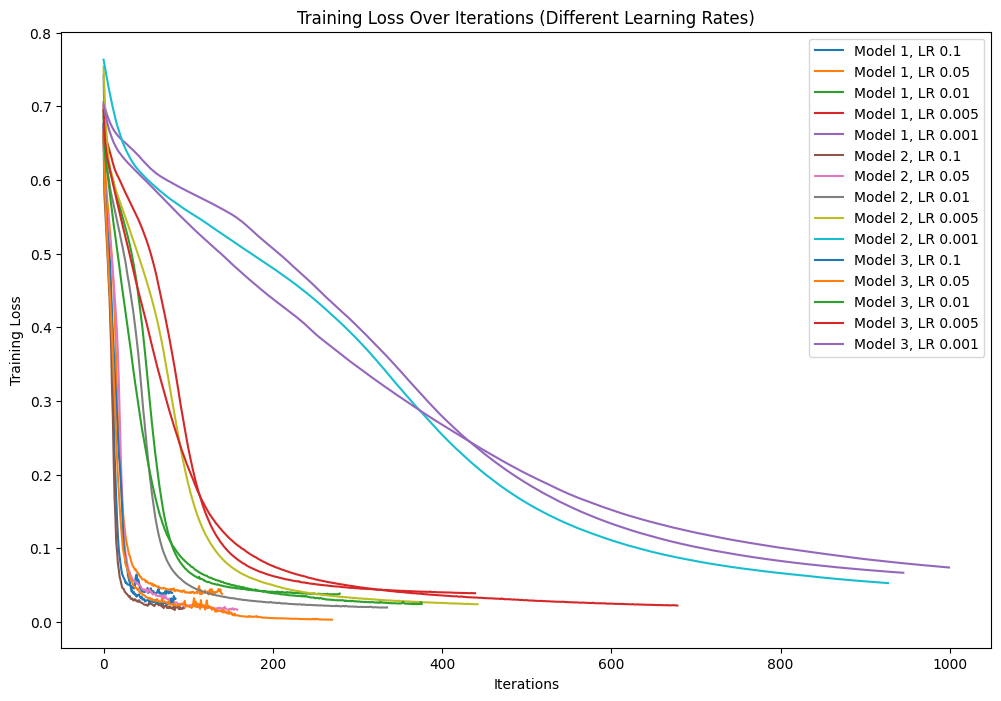 Training Loss Over Iterations (Different Learning Rates)
0.8
0.7
0.6
0.5
0.4
0.3
0.2
0.1
0.0
Training Loss
Model 1, LR 0.1
Model 1, LR 0.05
Model 1, LR 0.01
Model 1, LR 0.005
Model 1, LR 0.001
Model 2, LR 0.1
Model 2, LR 0.05
Model 2, LR 0.01
Model 2, LR 0.005
Model 2, LR 0.001
Model 3, LR 0.1
Model 3, LR 0.05
Model 3, LR 0.01
Model 3, LR 0.005
Model 3, LR 0.001
0 200 400 600 800 1000
Iterations